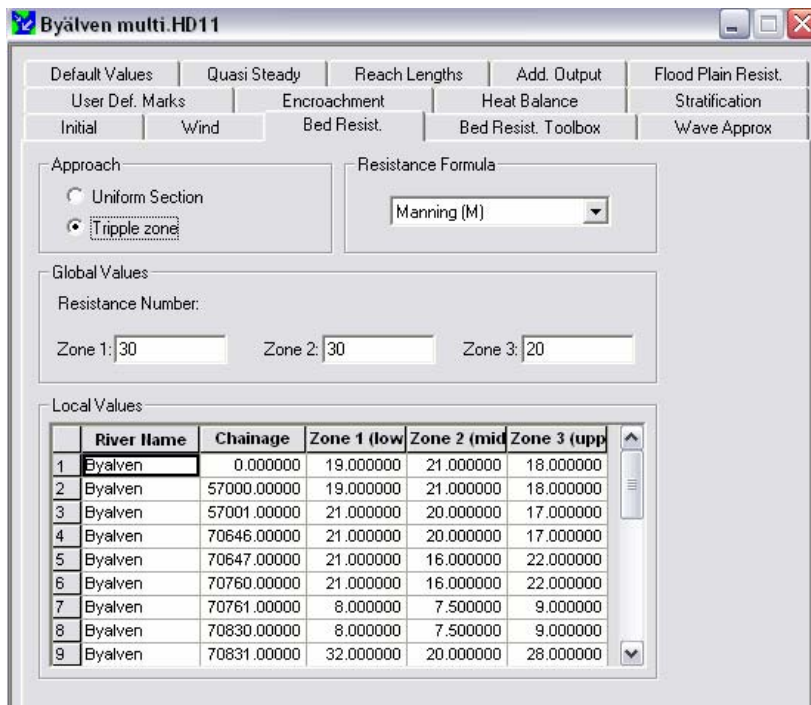 Byälven multi.HD11
Default Values Quasi Steady Reach Lengths Add. Output Flood Plain Resist.
User Def. Marks Encroachment Heat Balance Stratification
Initial Wind Bed Resist. Bed Resist. Toolbox Wave Approx
Approach Resistance Formula
Uniform Section
Tripple zone
Manning (M)
Global Values
Resistance Number:
Zone 1: 30 Zone 2: 30 Zone 3: 20
Local Values
River Name Chainage Zone 1 (low Zone 2 (mid Zone 3 (upp
1 Byalven 0.000000 19.000000 21.000000 18.000000
2 Byalven 57000.00000 19.000000 21.000000 18.000000
3 Byalven 57001.00000 21.000000 20.000000 17.000000
4 Byalven 70646.00000 21.000000 20.000000 17.000000
5 Byalven 70647.00000 21.000000 16.000000 22.000000
6 Byalven 70760.00000 21.000000 16.000000 22.000000
7 Byalven 70761.00000 8.000000 7.500000 9.000000
8 Byalven 70830.00000 8.000000 7.500000 9.000000
9 Byalven 70831.00000 32.000000 20.000000 28.000000